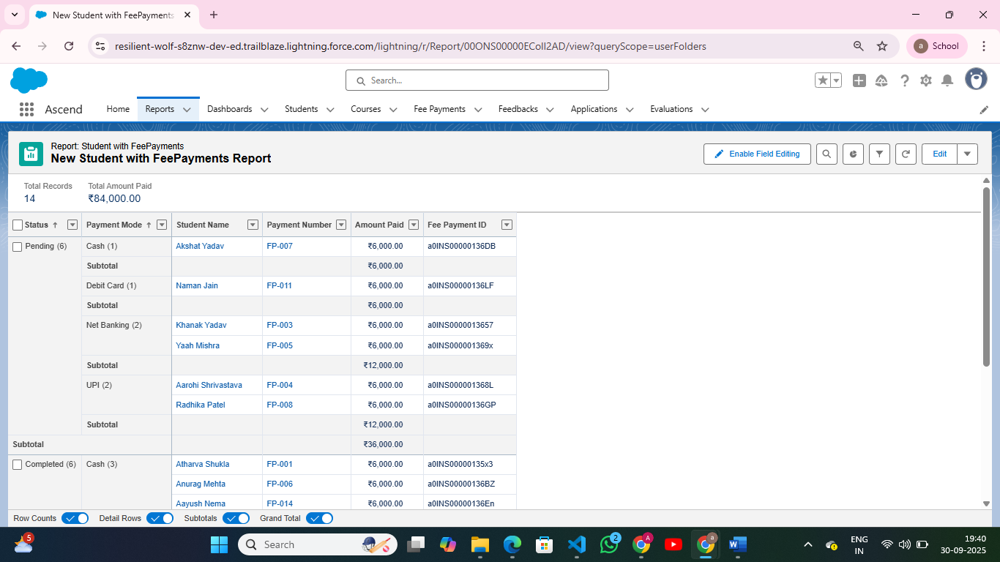 New Student with FeePayments
resilient-wolf-s8znw-dev-ed.trailblaze.lightning.force.com/lightning/r/Report/00ONS00000EColl2AD/view?queryScope=userFolders
a School
Search...
Ascend Home Reports Dashboards Students Courses Fee Payments Feedbacks Applications Evaluations
Report: Student with FeePayments
New Student with FeePayments Report
Enable Field Editing Edit
Total Records Total Amount Paid
14 ₹84,000.00
Status ↑ Payment Mode ↑ Student Name Payment Number Amount Paid Fee Payment ID
Pending (6) Cash (1) Akshat Yadav FP-007 ₹6,000.00 a0INS00000136DB
Subtotal ₹6,000.00
Debit Card (1) Naman Jain FP-011 ₹6,000.00 a0INS00000136LF
Subtotal ₹6,000.00
Net Banking (2) Khanak Yadav FP-003 ₹6,000.00 a0INS0000013657
Yaah Mishra FP-005 ₹6,000.00 a0INS000001369x
Subtotal ₹12,000.00
UPI (2) Aarohi Shrivastava FP-004 ₹6,000.00 a0INS000001368L
Radhika Patel FP-008 ₹6,000.00 a0INS00000136GP
Subtotal ₹12,000.00
Subtotal ₹36,000.00
Completed (6) Cash (3) Atharva Shukla FP-001 ₹6,000.00 a0INS00000135x3
Anurag Mehta FP-006 ₹6,000.00 a0INS00000136BZ
Aayush Nema FP-014 ₹6,000.00 a0INS00000136En
Row Counts Detail Rows Subtotals Grand Total
5 Search 2 A a ENG 19:40
IN 30-09-2025